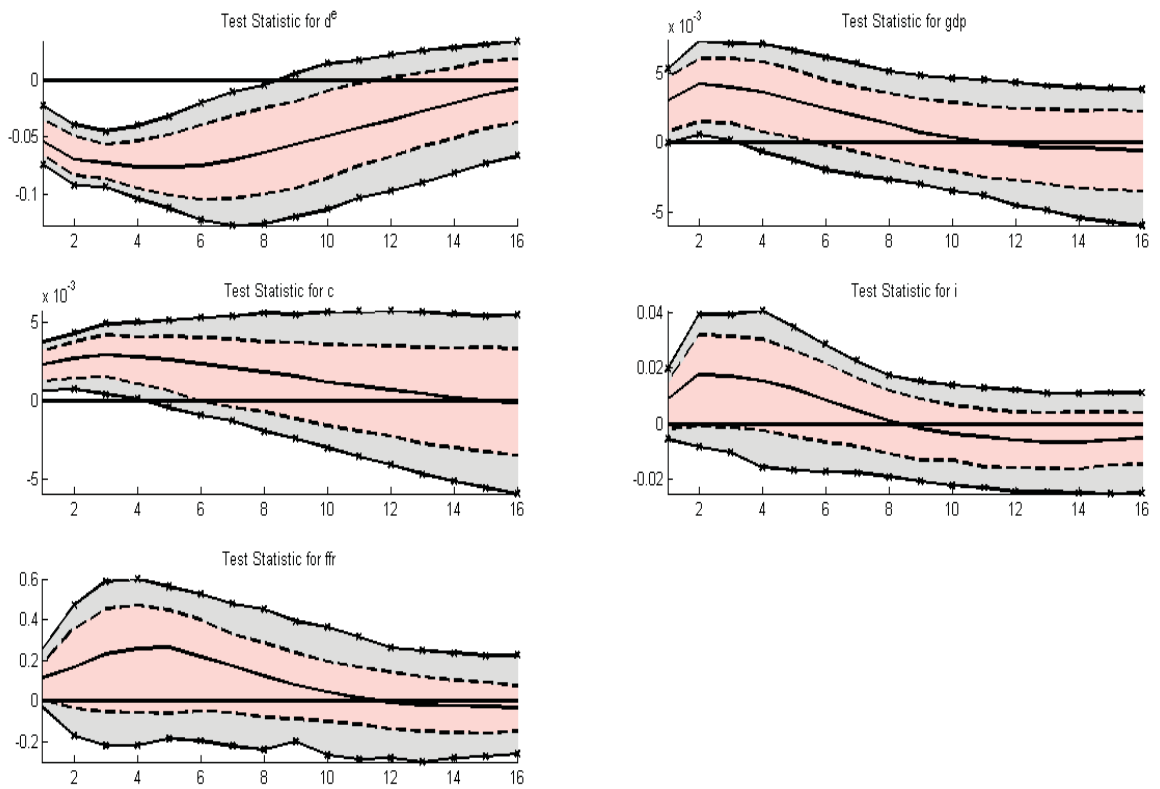 Test Statistic for dᵉ
0
-0.05
-0.1
2 4 6 8 10 12 14 16
Test Statistic for gdp
x 10⁻³
5
0
-5
2 4 6 8 10 12 14 16
Test Statistic for c
x 10⁻³
5
0
-5
2 4 6 8 10 12 14 16
Test Statistic for i
0.04
0.02
0
-0.02
2 4 6 8 10 12 14 16
Test Statistic for ffr
0.6
0.4
0.2
0
-0.2
2 4 6 8 10 12 14 16